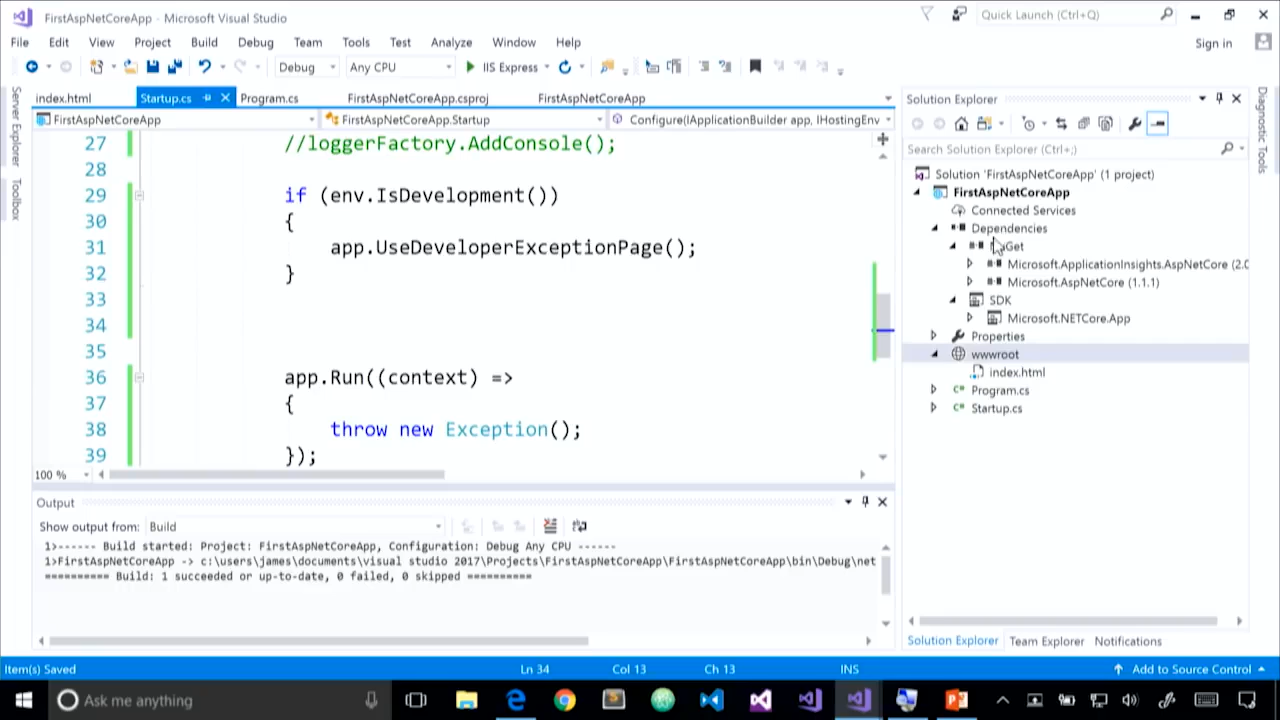 FirstAspNetCoreApp - Microsoft Visual Studio
Quick Launch (Ctrl+Q)
File Edit View Project Build Debug Team Tools Test Analyze Window Help
Sign in
Debug Any CPU IIS Express
index.html Startup.cs Program.cs FirstAspNetCoreApp.csproj FirstAspNetCoreApp
FirstAspNetCoreApp FirstAspNetCoreApp.Startup Configure(IApplicationBuilder app, IHostingEnv
Server Explorer
Toolbox
27 //loggerFactory.AddConsole();
28
29 if (env.IsDevelopment())
30 {
31 app.UseDeveloperExceptionPage();
32 }
33
34
35
36 app.Run((context) =>
37 {
38 throw new Exception();
39 });
100 %
Output
Show output from: Build
1>------ Build started: Project: FirstAspNetCoreApp, Configuration: Debug Any CPU ------
1>FirstAspNetCoreApp -> c:\users\james\documents\visual studio 2017\Projects\FirstAspNetCoreApp\FirstAspNetCoreApp\bin\Debug\net
========== Build: 1 succeeded or up-to-date, 0 failed, 0 skipped ==========
Solution Explorer
Search Solution Explorer (Ctrl+;)
Solution 'FirstAspNetCoreApp' (1 project)
FirstAspNetCoreApp
Connected Services
Dependencies
Microsoft.ApplicationInsights.AspNetCore (2.0
Microsoft.AspNetCore (1.1.1)
SDK
Microsoft.NETCore.App
Properties
wwwroot
index.html
Program.cs
Startup.cs
Solution Explorer Team Explorer Notifications
Diagnostic Tools
Item(s) Saved Ln 34 Col 13 Ch 13 INS Add to Source Control
Ask me anything